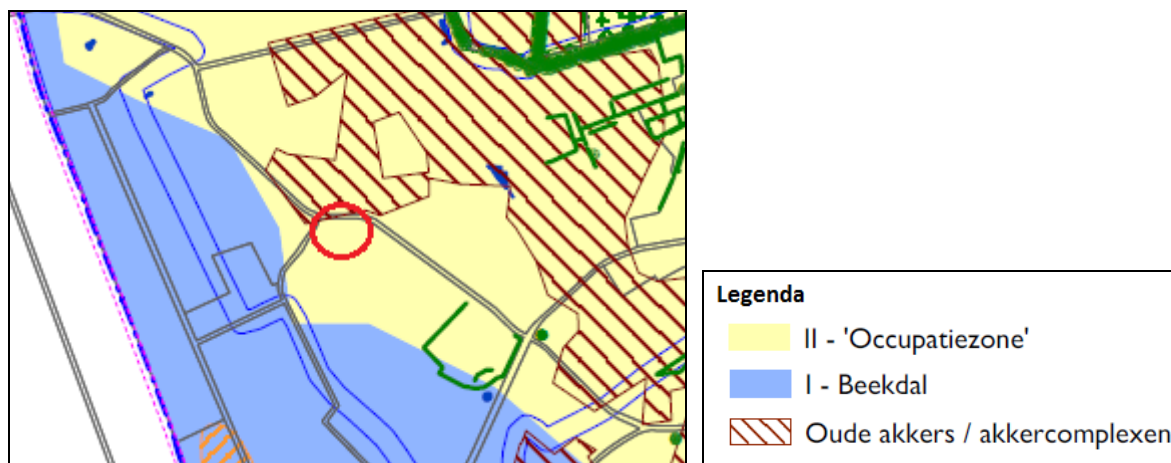 Legenda
II - 'Occupatiezone'
I - Beekdal
Oude akkers / akkercomplexen